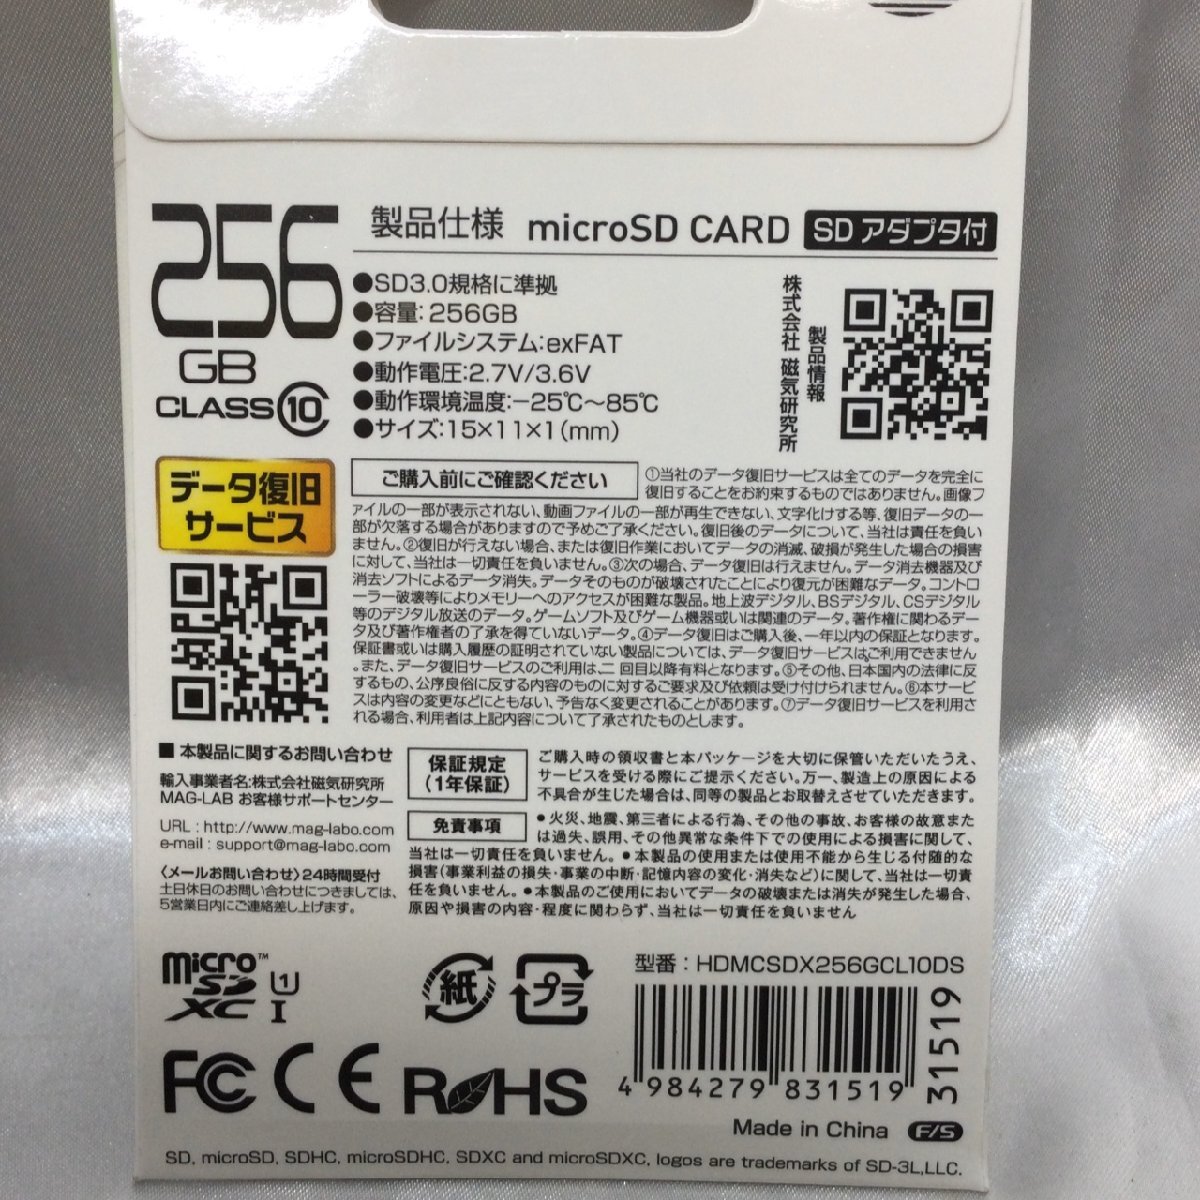 256
GB
CLASS 10
製品仕様 microSD CARD SD アダプタ付
●SD3.0規格に準拠
●容量:256GB
●ファイルシステム:exFAT
●動作電圧:2.7V/3.6V
●動作環境温度:−25℃〜85℃
●サイズ:15×11×1(mm)
株式会社 磁気研究所
製品情報
データ復旧
サービス
ご購入前にご確認ください
①当社のデータ復旧サービスは全てのデータを完全に
復旧することをお約束するものではありません。画像フ
ァイルの一部が表示されない、動画ファイルの一部が再生できない、文字化けする等、復旧データの一
部が欠落する場合がありますので予めご了承ください。復旧後のデータについて、当社は責任を負い
ません。②復旧が行えない場合、または復旧作業においてデータの消滅、破損が発生した場合の損害
に対して、当社は一切責任を負いません。③次の場合、データ復旧は行えません。データ消去機器及び
消去ソフトによるデータ消失。データそのものが破壊されたことにより復元が困難なデータ。コントロ
ーラー破壊等によりメモリーへのアクセスが困難な製品。地上波デジタル、BSデジタル、CSデジタル
等のデジタル放送のデータ。ゲームソフト及びゲーム機器或いは関連のデータ。著作権に関わるデー
タ及び著作権者の了承を得ていないデータ。④データ復旧はご購入後、一年以内の保証となります。
保証書或いは購入履歴の証明されていない製品については、データ復旧サービスはご利用できません
。また、データ復旧サービスのご利用は、二回目以降有料となります。⑤その他、日本国内の法律に反
するもの、公序良俗に反する内容のものに対するご要求及び依頼は受け付けられません。⑥本サービ
スは内容の変更などにともない、予告なく変更されることがあります。⑦データ復旧サービスを利用さ
れる場合、利用者は上記内容について了承されたものとします。
■ 本製品に関するお問い合わせ
輸入事業者名:株式会社磁気研究所
MAG-LAB お客様サポートセンター
URL : http://www.mag-labo.com
e-mail : support@mag-labo.com
〈メールお問い合わせ〉24時間受付
土日休日のお問い合わせにつきましては、
5営業日内にご連絡差し上げます。
保証規定
(1年保証)
ご購入時の領収書と本パッケージを大切に保管いただいたうえ、
サービスを受ける際にご提示ください。万一、製造上の原因による
不具合が生じた場合は、同等の製品とお取替えさせていただきます。
免責事項
●火災、地震、第三者による行為、その他の事故、お客様の故意また
は過失、誤用、その他異常な条件下での使用による損害に関して、
当社は一切責任を負いません。●本製品の使用または使用不能から生じる付随的な
損害(事業利益の損失・事業の中断・記憶内容の変化・消失など)に関して、当社は一切責
任を負いません。●本製品のご使用においてデータの破壊または消失が生じた場合、
原因や損害の内容・程度に関わらず、当社は一切責任を負いません
micro SD XC™ U1 I
紙
プラ
型番:HDMCSDX256GCL10DS
4 984279 831519
31519
FC CE RoHS
Made in China F/S
SD, microSD, SDHC, microSDHC, SDXC and microSDXC, logos are trademarks of SD-3L,LLC.